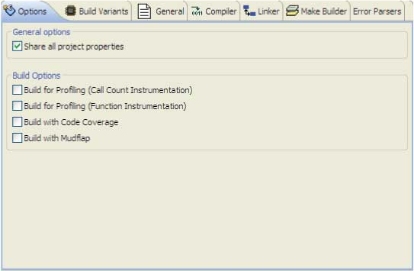 Options Build Variants General Compiler Linker Make Builder Error Parsers
General options
Share all project properties
Build Options
Build for Profiling (Call Count Instrumentation)
Build for Profiling (Function Instrumentation)
Build with Code Coverage
Build with Mudflap